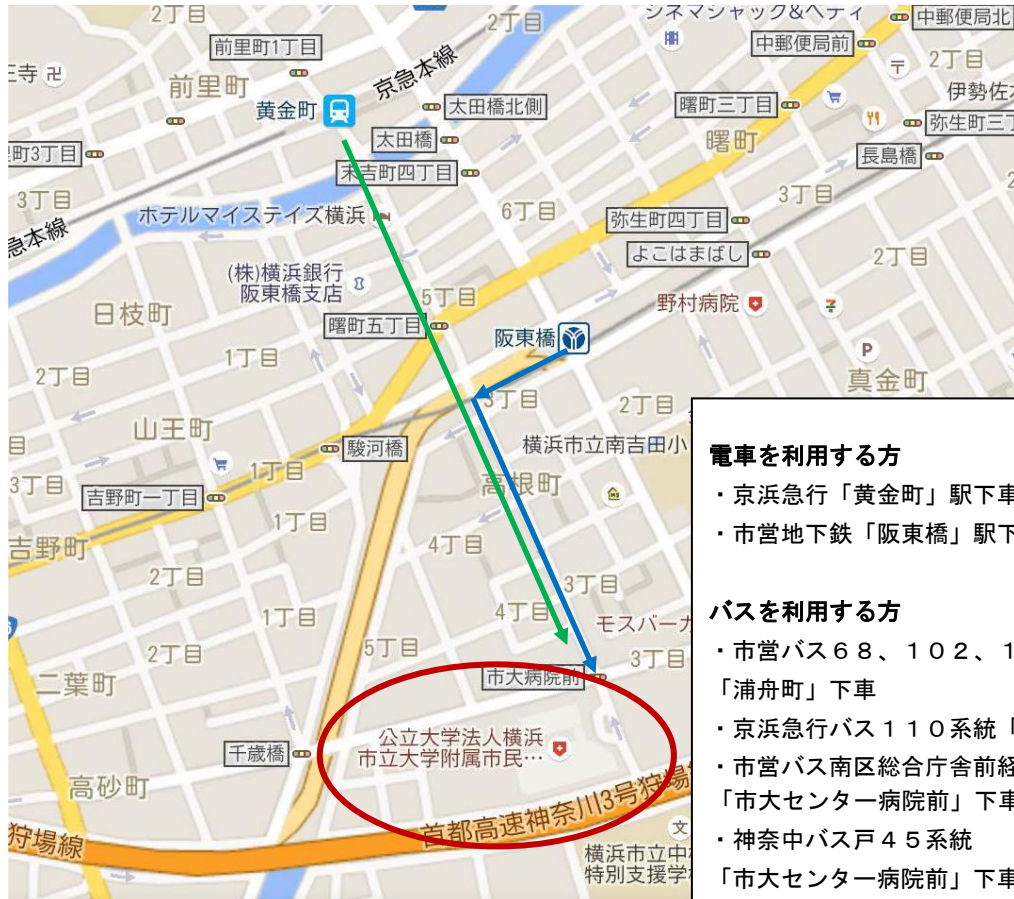 2丁目
シネマジャック&ベティ
中郵便局北
2丁目
前里町1丁目
中郵便局前
〒
2丁目
寺卍
京急本線
前里町
伊勢佐
黄金町
太田橋北側
曙町三丁目
弥生町三丁
太田橋
曙町
町3丁目
長島橋
末吉町四丁目
3丁目
3丁目
ホテルマイステイズ横浜
6丁目
弥生町四丁目
急本線
よこはまばし
2丁目
(株)横浜銀行
阪東橋支店
5丁目
野村病院
日枝町
曙町五丁目
阪東橋
P
1丁目
2丁目
真金町
3丁目
2丁目
山王町
駿河橋
横浜市立南吉田小
3丁目
1丁目
高根町
吉野町一丁目
1丁目
吉野町
4丁目
2丁目
3丁目
1丁目
4丁目
モスバーガ
2丁目
5丁目
3丁目
市大病院前
二葉町
公立大学法人横浜
市立大学附属市民…
千歳橋
高砂町
首都高速神奈川3号狩場
狩場線
文
横浜市立中
特別支援学
電車を利用する方
・京浜急行「黄金町」駅下車
・市営地下鉄「阪東橋」駅下
バスを利用する方
・市営バス68、102、1
「浦舟町」下車
・京浜急行バス110系統「
・市営バス南区総合庁舎前経
「市大センター病院前」下車
・神奈中バス戸45系統
「市大センター病院前」下車